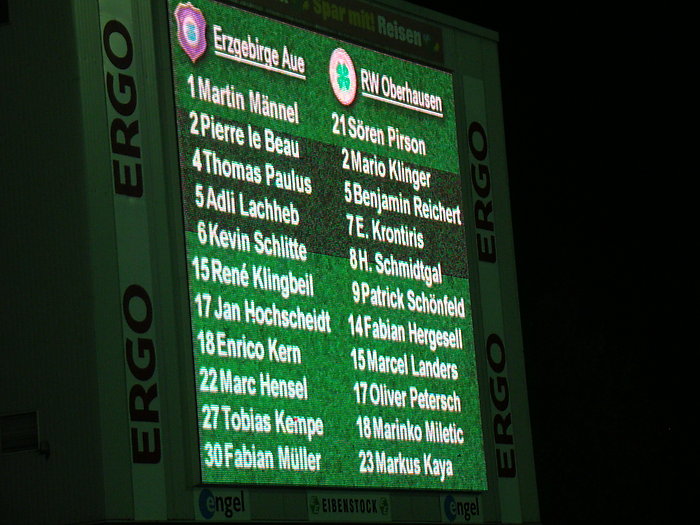 Spar mit! Reisen
ERGO
ERGO
Erzgebirge Aue
1 Martin Männel
2 Pierre le Beau
4 Thomas Paulus
5 Adli Lachheb
6 Kevin Schlitte
15 René Klingbeil
17 Jan Hochscheidt
18 Enrico Kern
22 Marc Hensel
27 Tobias Kempe
30 Fabian Müller
RW Oberhausen
21 Sören Pirson
2 Mario Klinger
5 Benjamin Reichert
7 E. Krontiris
8 H. Schmidtgal
9 Patrick Schönfeld
14 Fabian Hergesell
15 Marcel Landers
17 Oliver Petersch
18 Marinko Miletic
23 Markus Kaya
ERGO
ERGO
engel
EIBENSTOCK
engel